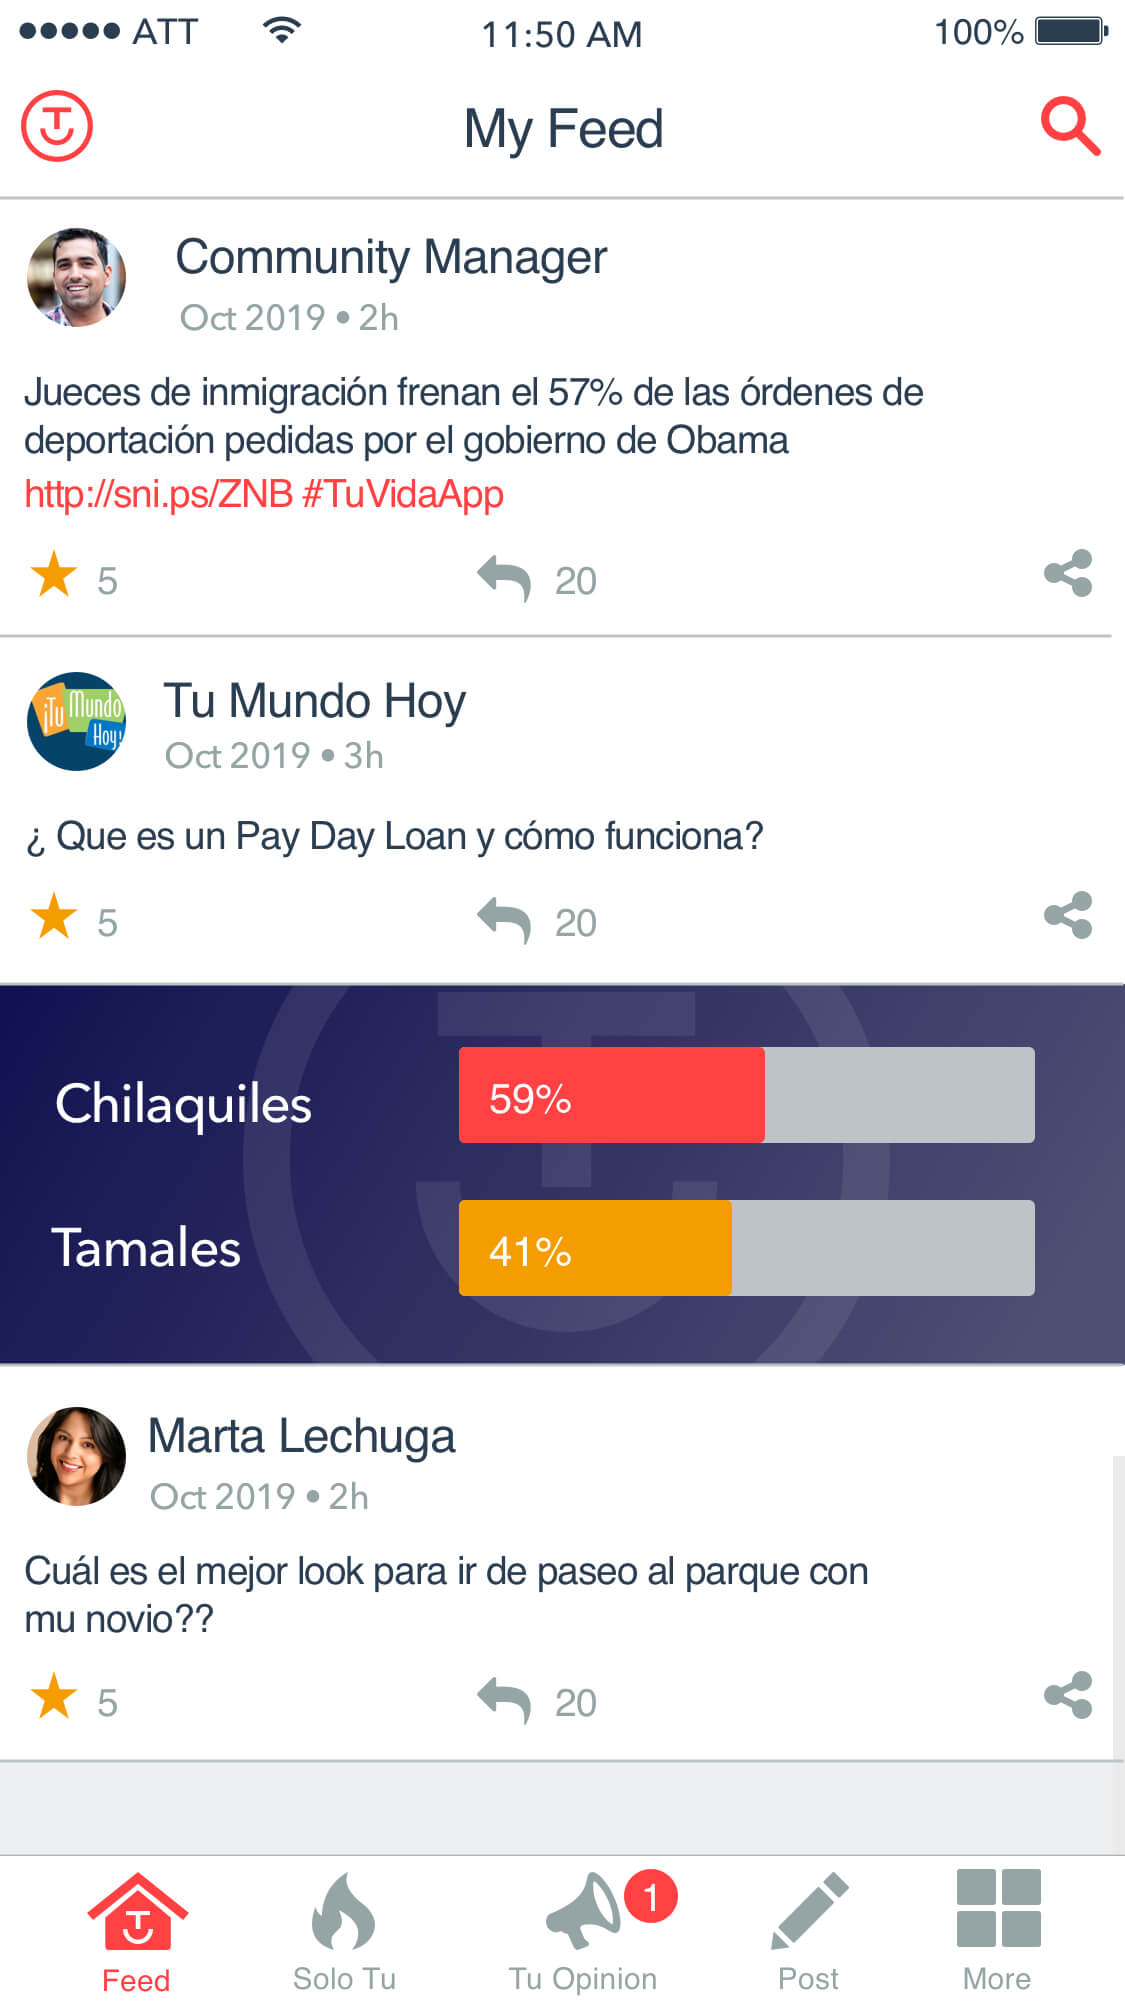 ATT
11:50 AM
100%
My Feed
Community Manager
Oct 2019 • 2h
Jueces de inmigración frenan el 57% de las órdenes de
deportación pedidas por el gobierno de Obama
http://sni.ps/ZNB #TuVidaApp
5
20
¡Tu Mundo
Hoy!
Tu Mundo Hoy
Oct 2019 • 3h
¿ Que es un Pay Day Loan y cómo funciona?
5
20
Chilaquiles
59%
Tamales
41%
Marta Lechuga
Oct 2019 • 2h
Cuál es el mejor look para ir de paseo al parque con
mu novio??
5
20
1
Feed
Solo Tu
Tu Opinion
Post
More